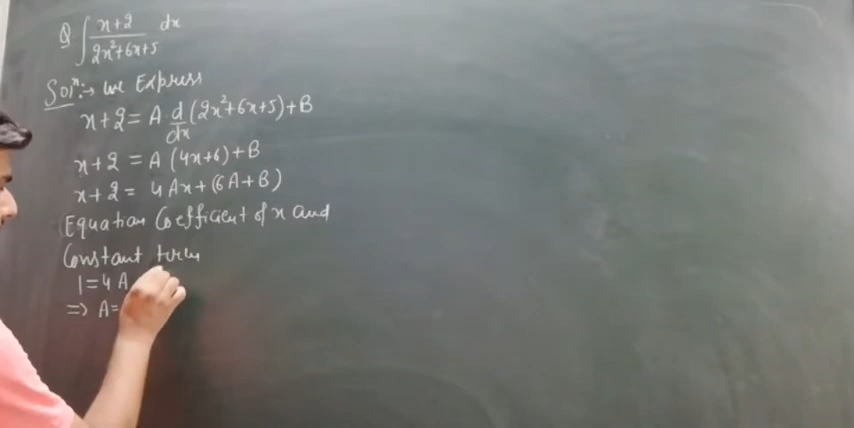 Q. ∫ x+2 / 2x²+6x+5 dx
Solⁿ:→ We Express
x+2 = A d/dx (2x²+6x+5)+B
x+2 = A (4x+6)+B
x+2 = 4Ax+(6A+B)
Equation Coefficient of x and
Constant term
1=4A
⇒ A=